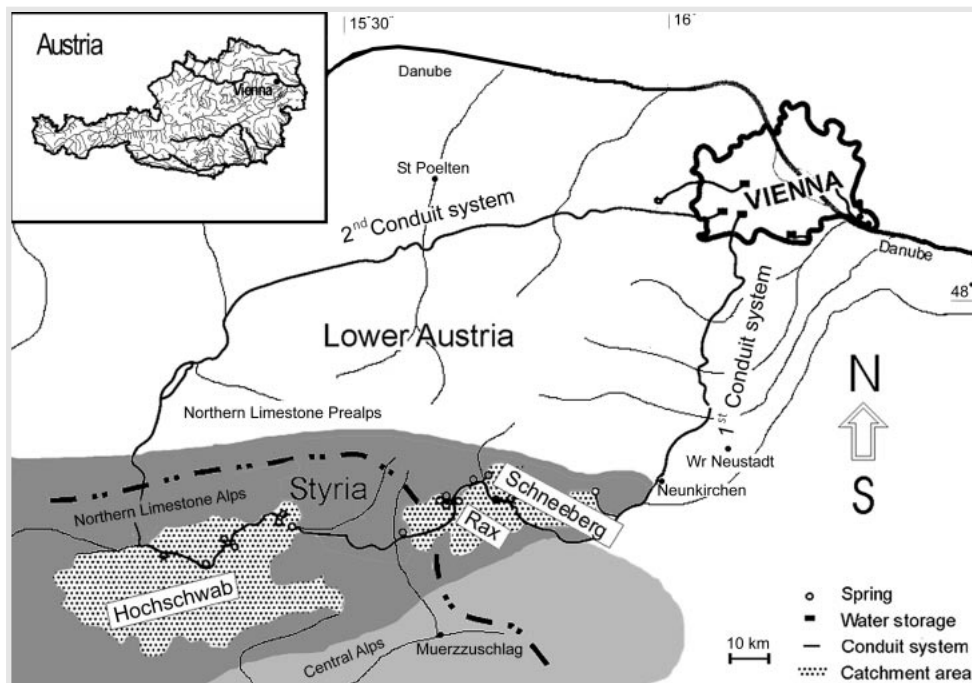 Austria
Vienna
15 30'
16
Danube
St Poelten
2nd Conduit system
VIENNA
Danube
48
Lower Austria
1st Conduit system
Northern Limestone Prealps
N
S
Wr Neustadt
Neunkirchen
Styria
Northern Limestone Alps
Schneeberg
Rax
Hochschwab
Central Alps
Muerzzuschlag
10 km
Spring
Water storage
Conduit system
Catchment area